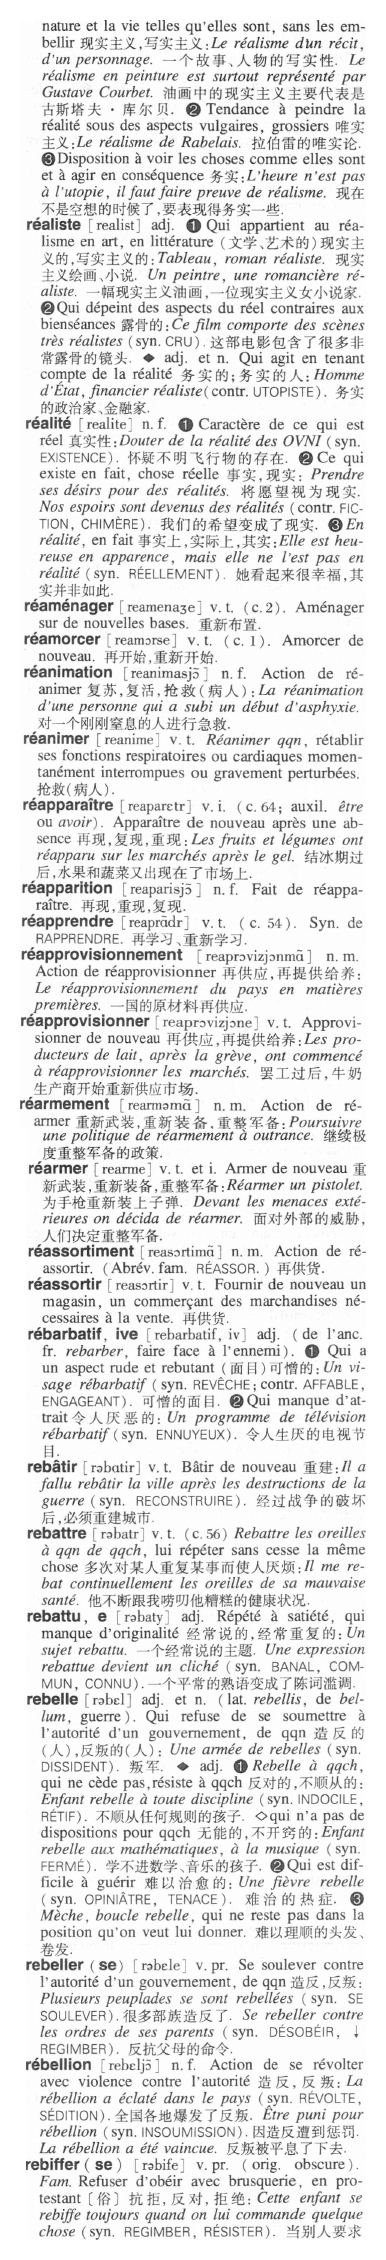 nature et la vie telles qu'elles sont, sans les em-
bellir 现实主义,写实主义:Le réalisme d'un récit,
d'un personnage. 一个故事、人物的写实性. Le
réalisme en peinture est surtout représenté par
Gustave Courbet. 油画中的现实主义主要代表是
古斯塔夫·库尔贝. ❷ Tendance à peindre la
réalité sous des aspects vulgaires, grossiers 唯实
主义:Le réalisme de Rabelais. 拉伯雷的唯实论.
❸ Disposition à voir les choses comme elles sont
et à agir en conséquence 务实:L'heure n'est pas
à l'utopie, il faut faire preuve de réalisme. 现在
不是空想的时候了,要表现得务实一些.
réaliste [realist] adj. ❶ Qui appartient au réa-
lisme en art, en littérature (文学、艺术的)现实主
义的,写实主义的:Tableau, roman réaliste. 现实
主义绘画、小说. Un peintre, une romancière ré-
aliste. 一幅现实主义油画,一位现实主义女小说家.
❷ Qui dépeint des aspects du réel contraires aux
bienséances 露骨的:Ce film comporte des scènes
très réalistes (syn. CRU). 这部电影包含了很多非
常露骨的镜头. ◆ adj. et n. Qui agit en tenant
compte de la réalité 务实的;务实的人:Homme
d'État, financier réaliste(contr. UTOPISTE). 务实
的政治家、金融家.
réalité [realite] n. f. ❶ Caractère de ce qui est
réel 真实性:Douter de la réalité des OVNI (syn.
EXISTENCE). 怀疑不明飞行物的存在. ❷ Ce qui
existe en fait, chose réelle 事实,现实: Prendre
ses désirs pour des réalités. 将愿望视为现实.
Nos espoirs sont devenus des réalités (contr. FIC-
TION, CHIMÈRE). 我们的希望变成了现实. ❸ En
réalité, en fait 事实上,实际上,其实:Elle est heu-
reuse en apparence, mais elle ne l'est pas en
réalité (syn. RÉELLEMENT). 她看起来很幸福,其
实并非如此.
réaménager [reamenaʒe] v. t. (c. 2). Aménager
sur de nouvelles bases. 重新布置.
réamorcer [reamɔrse] v. t. (c. 1). Amorcer de
nouveau. 再开始,重新开始.
réanimation [reanimasjɔ̃] n. f. Action de ré-
animer 复苏,复活,抢救(病人):La réanimation
d'une personne qui a subi un début d'asphyxie.
对一个刚刚窒息的人进行急救.
réanimer [reanime] v. t. Réanimer qqn, rétablir
ses fonctions respiratoires ou cardiaques momen-
tanément interrompues ou gravement perturbées.
抢救(病人).
réapparaître [reaparɛtr] v. i. (c. 64; auxil. être
ou avoir). Apparaître de nouveau après une ab-
sence 再现,复现,重现:Les fruits et légumes ont
réapparu sur les marchés après le gel. 结冰期过
后,水果和蔬菜又出现在了市场上.
réapparition [reaparisjɔ̃] n. f. Fait de réappa-
raître. 再现,重现,复现.
réapprendre [reaprɑ̃dr] v. t. (c. 54). Syn. de
RAPPRENDRE. 再学习、重新学习.
réapprovisionnement [reaprɔvizjɔnmɑ̃] n. m.
Action de réapprovisionner 再供应,再提供给养:
Le réapprovisionnement du pays en matières
premières. 一国的原材料再供应.
réapprovisionner [reaprɔvizjɔne] v. t. Approvi-
sionner de nouveau 再供应,再提供给养:Les pro-
ducteurs de lait, après la grève, ont commencé
à réapprovisionner les marchés. 罢工过后,牛奶
生产商开始重新供应市场.
réarmement [rearməmɑ̃] n. m. Action de ré-
armer 重新武装,重新装备,重整军备:Poursuivre
une politique de réarmement à outrance. 继续极
度重整军备的政策.
réarmer [rearme] v. t. et i. Armer de nouveau 重
新武装,重新装备,重整军备:Réarmer un pistolet.
为手枪重新装上子弹. Devant les menaces exté-
rieures on décida de réarmer. 面对外部的威胁,
人们决定重整军备.
réassortiment [reasɔrtimɑ̃] n. m. Action de ré-
assortir. (Abrév. fam. RÉASSOR.) 再供货.
réassortir [reasɔrtir] v. t. Fournir de nouveau un
magasin, un commerçant des marchandises né-
cessaires à la vente. 再供货.
rébarbatif, ive [rebarbatif, iv] adj. (de l'anc.
fr. rebarber, faire face à l'ennemi). ❶ Qui a
un aspect rude et rebutant (面目)可憎的:Un vi-
sage rébarbatif (syn. REVÊCHE; contr. AFFABLE,
ENGAGEANT). 可憎的面目. ❷ Qui manque d'at-
trait 令人厌恶的: Un programme de télévision
rébarbatif (syn. ENNUYEUX). 令人生厌的电视节
目.
rebâtir [rəbɑtir] v. t. Bâtir de nouveau 重建:Il a
fallu rebâtir la ville après les destructions de la
guerre (syn. RECONSTRUIRE). 经过战争的破坏
后,必须重建城市.
rebattre [rəbatr] v. t. (c. 56) Rebattre les oreilles
à qqn de qqch, lui répéter sans cesse la même
chose 多次对某人重复某事而使人厌烦:Il me re-
bat continuellement les oreilles de sa mauvaise
santé. 他不断跟我唠叨他糟糕的健康状况.
rebattu, e [rəbaty] adj. Répété à satiété, qui
manque d'originalité 经常说的,经常重复的:Un
sujet rebattu. 一个经常说的主题. Une expression
rebattue devient un cliché (syn. BANAL, COM-
MUN, CONNU). 一个平常的熟语变成了陈词滥调.
rebelle [rəbɛl] adj. et n. (lat. rebellis, de bel-
lum, guerre). Qui refuse de se soumettre à
l'autorité d'un gouvernement, de qqn 造反的
(人),反叛的(人): Une armée de rebelles (syn.
DISSIDENT). 叛军. ◆ adj. ❶ Rebelle à qqch,
qui ne cède pas,résiste à qqch 反对的,不顺从的:
Enfant rebelle à toute discipline (syn. INDOCILE,
RÉTIF). 不顺从任何规则的孩子. ◇qui n'a pas de
dispositions pour qqch 无能的,不开窍的:Enfant
rebelle aux mathématiques, à la musique (syn.
FERMÉ). 学不进数学、音乐的孩子. ❷ Qui est dif-
ficile à guérir 难以治愈的: Une fièvre rebelle
(syn. OPINIÂTRE, TENACE). 难治的热症. ❸
Mèche, boucle rebelle, qui ne reste pas dans la
position qu'on veut lui donner. 难以理顺的头发、
卷发.
rebeller (se) [rəbɛle] v. pr. Se soulever contre
l'autorité d'un gouvernement, de qqn 造反,反叛:
Plusieurs peuplades se sont rebellées (syn. SE
SOULEVER). 很多部族造反了. Se rebeller contre
les ordres de ses parents (syn. DÉSOBÉIR, ↓
REGIMBER). 反抗父母的命令.
rébellion [rebɛljɔ̃] n. f. Action de se révolter
avec violence contre l'autorité 造反,反叛: La
rébellion a éclaté dans le pays (syn. RÉVOLTE,
SÉDITION). 全国各地爆发了反叛. Être puni pour
rébellion (syn. INSOUMISSION). 因造反遭到惩罚.
La rébellion a été vaincue. 反叛被平息了下去.
rebiffer (se) [rəbife] v. pr. (orig. obscure).
Fam. Refuser d'obéir avec brusquerie, en pro-
testant 〔俗〕抗拒,反对,拒绝: Cette enfant se
rebiffe toujours quand on lui commande quelque
chose (syn. REGIMBER, RÉSISTER). 当别人要求